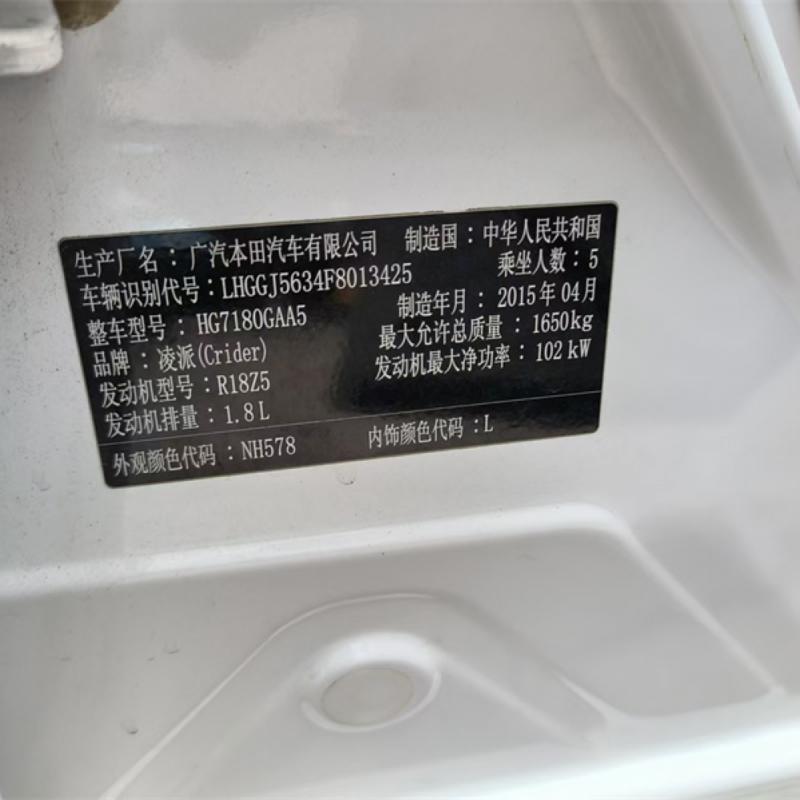 生产厂名：广汽本田汽车有限公司 制造国：中华人民共和国
车辆识别代号：LHGGJ5634F8013425 乘坐人数：5
整车型号：HG7180GAA5 制造年月：2015年04月
品牌：凌派(Crider) 最大允许总质量：1650kg
发动机型号：R18Z5 发动机最大净功率：102kW
发动机排量：1.8L
外观颜色代码：NH578 内饰颜色代码：L